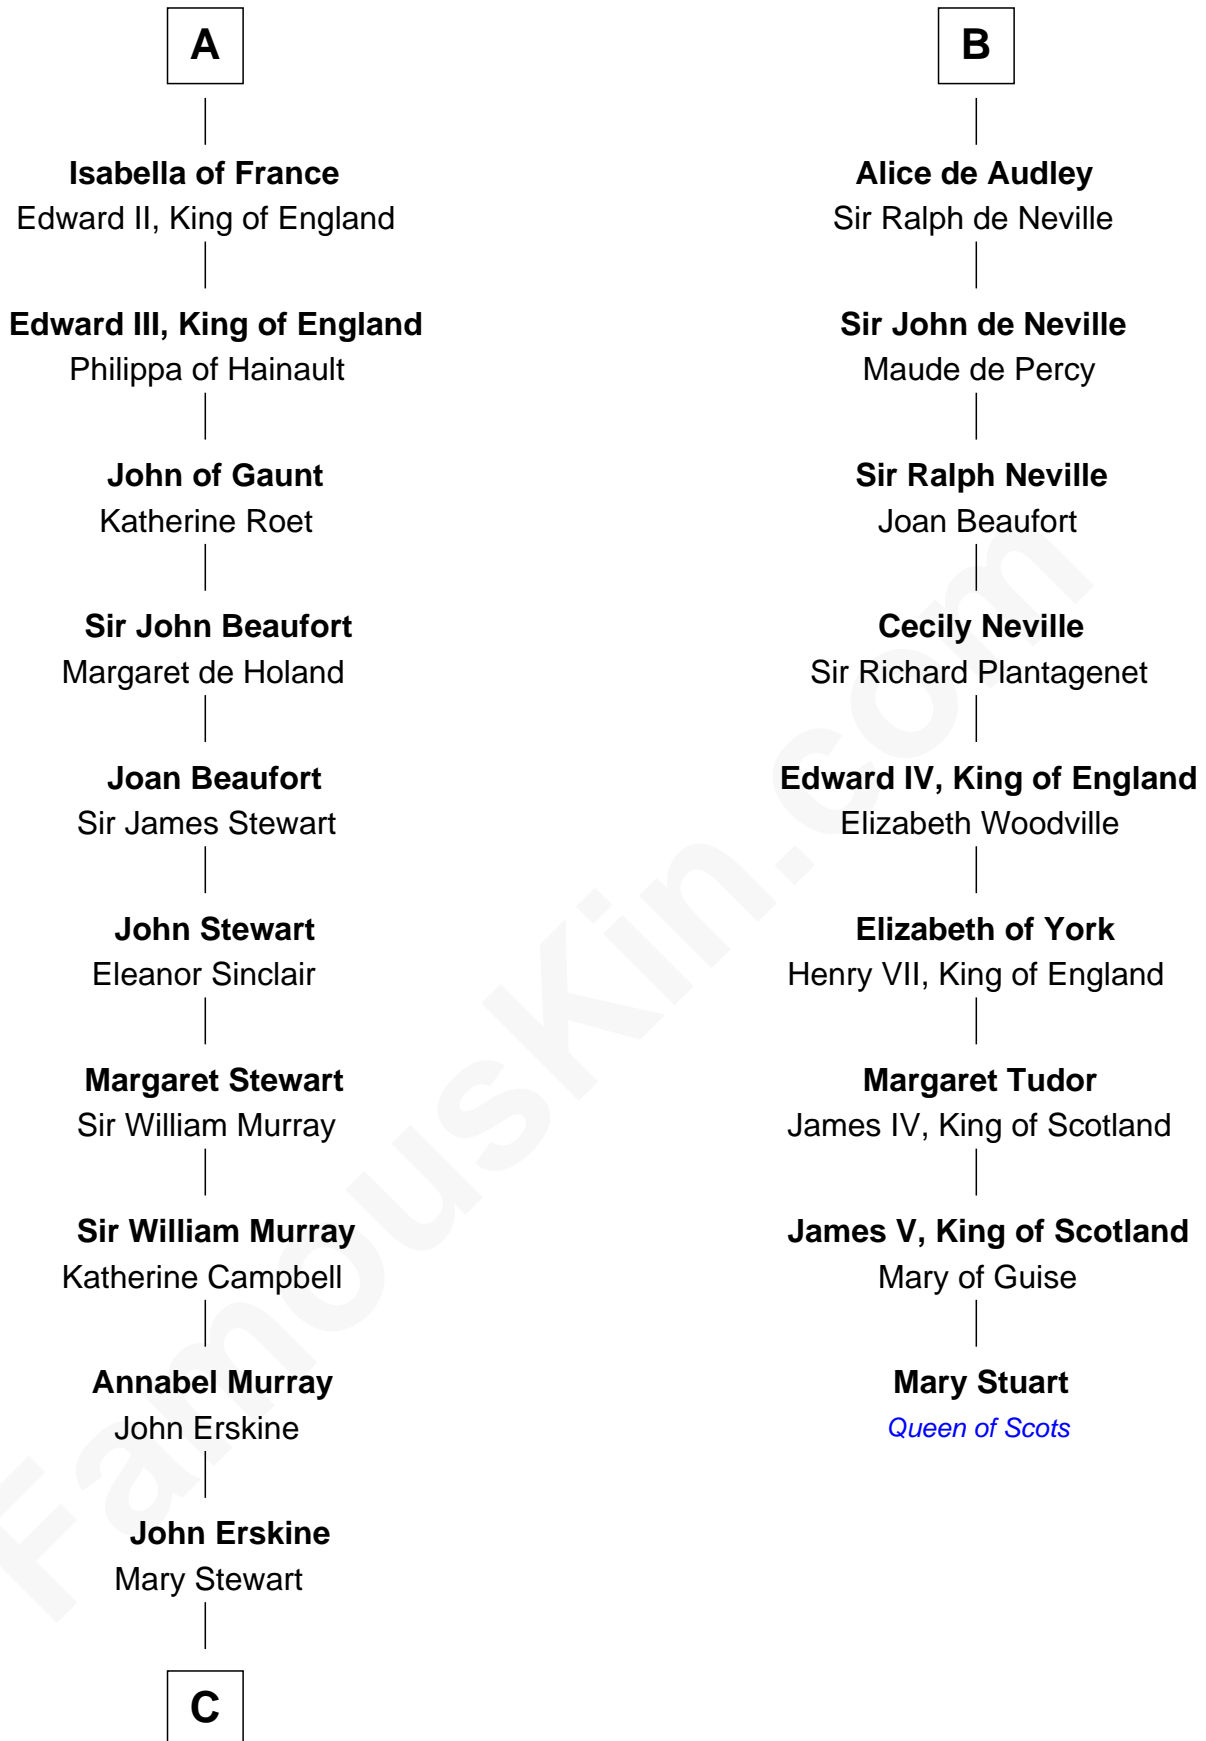 A
Isabella of France
Edward II, King of England
Edward III, King of England
Philippa of Hainault
John of Gaunt
Katherine Roet
Sir John Beaufort
Margaret de Holand
Joan Beaufort
Sir James Stewart
John Stewart
Eleanor Sinclair
Margaret Stewart
Sir William Murray
Sir William Murray
Katherine Campbell
Annabel Murray
John Erskine
John Erskine
Mary Stewart
C
B
Alice de Audley
Sir Ralph de Neville
Sir John de Neville
Maude de Percy
Sir Ralph Neville
Joan Beaufort
Cecily Neville
Sir Richard Plantagenet
Edward IV, King of England
Elizabeth Woodville
Elizabeth of York
Henry VII, King of England
Margaret Tudor
James IV, King of Scotland
James V, King of Scotland
Mary of Guise
Mary Stuart
Queen of Scots
FamousKin.com